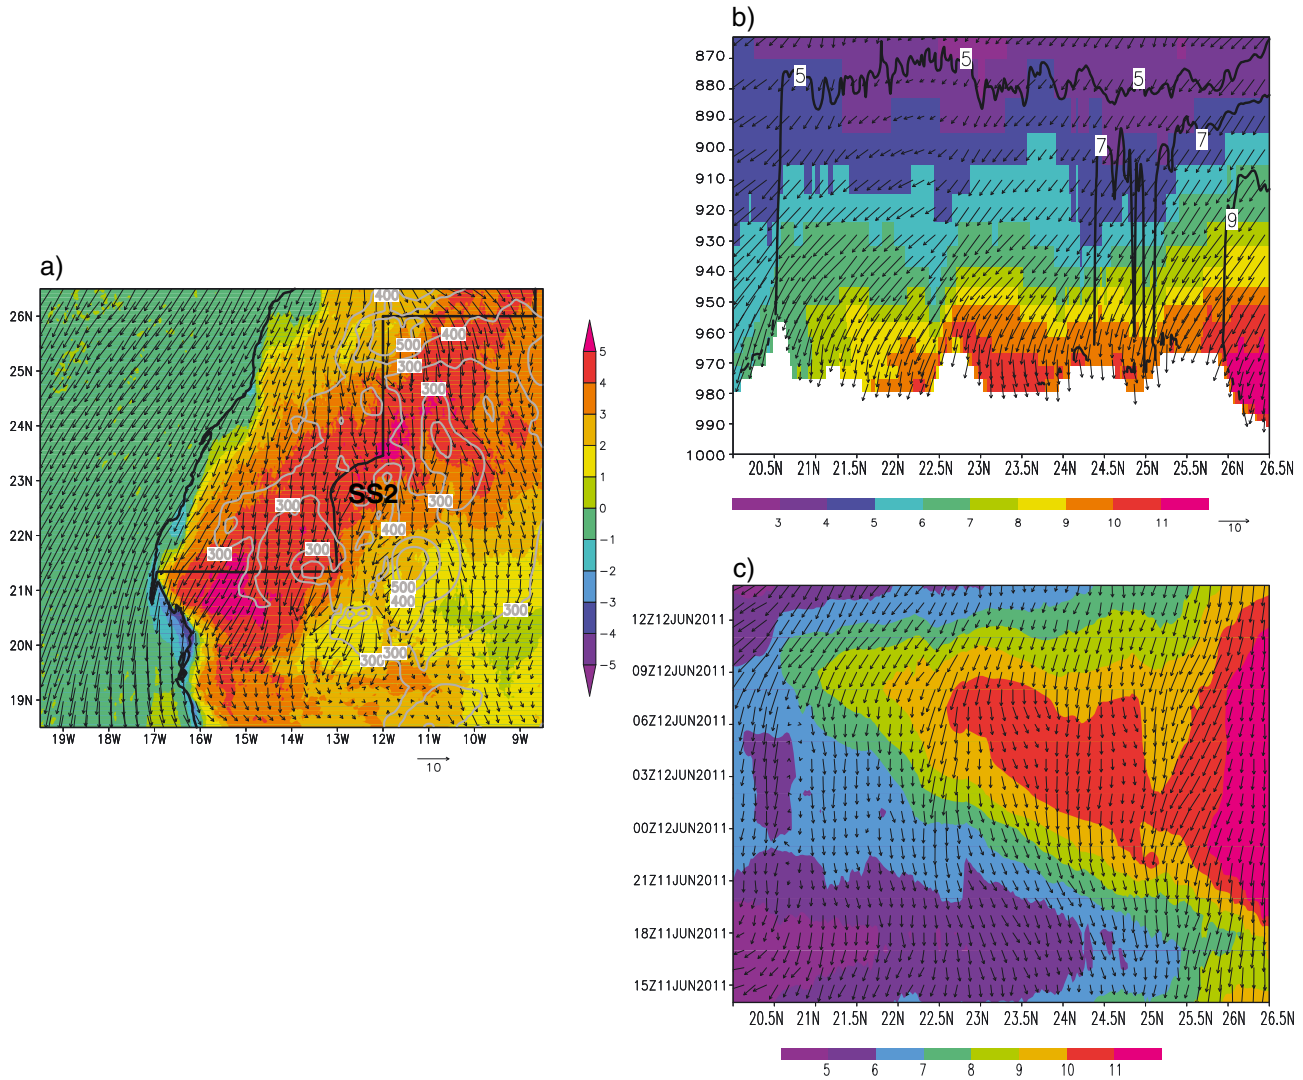 a)
400
26N
400
500
300
25N
300
24N
23N
SS2
300
300
22N
400
300
300
21N
500
400
300
20N
300
300
19N
19W 18W 17W 16W 15W 14W 13W 12W 11W 10W 9W
10
5
4
3
2
1
0
−1
−2
−3
−4
−5
b)
870
880
890
900
910
920
930
940
950
960
970
980
990
1000
5
5
5
7
7
9
20.5N 21N 21.5N 22N 22.5N 23N 23.5N 24N 24.5N 25N 25.5N 26N 26.5N
3 4 5 6 7 8 9 10 11
10
c)
12Z12JUN2011
09Z12JUN2011
06Z12JUN2011
03Z12JUN2011
00Z12JUN2011
21Z11JUN2011
18Z11JUN2011
15Z11JUN2011
20.5N 21N 21.5N 22N 22.5N 23N 23.5N 24N 24.5N 25N 25.5N 26N 26.5N
5 6 7 8 9 10 11